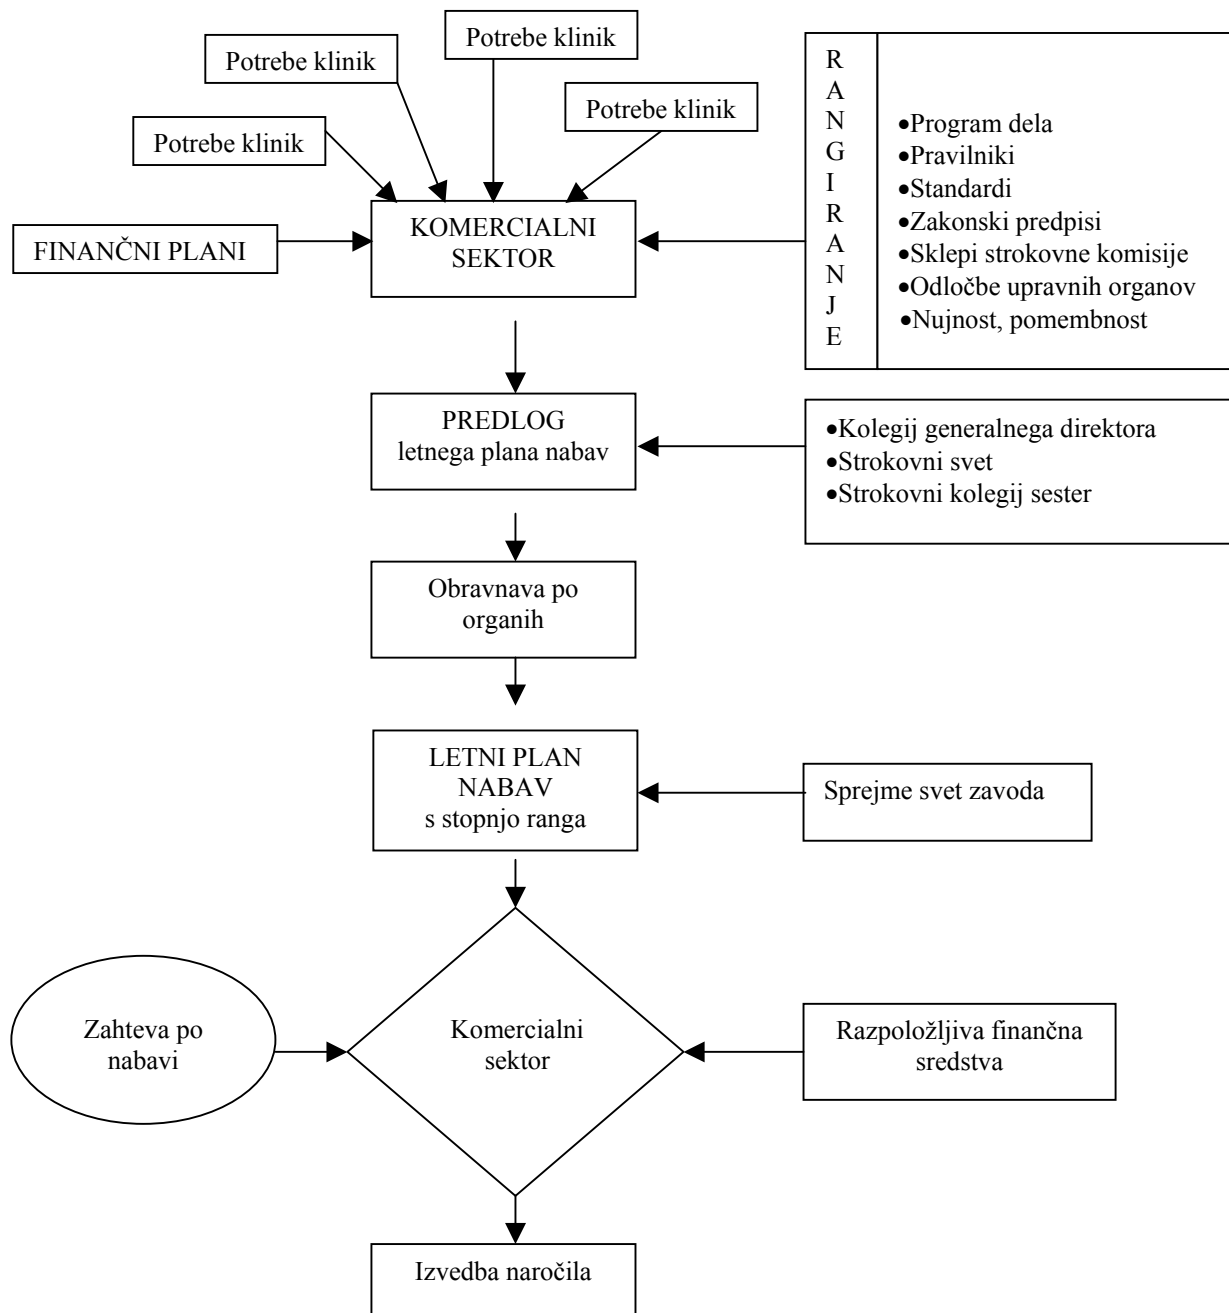 Potrebe klinik
Potrebe klinik
Potrebe klinik
Potrebe klinik
FINANČNI PLANI
KOMERCIALNI
SEKTOR
R
A
N
G
I
R
A
N
J
E
•Program dela
•Pravilniki
•Standardi
•Zakonski predpisi
•Sklepi strokovne komisije
•Odločbe upravnih organov
•Nujnost, pomembnost
PREDLOG
letnega plana nabav
•Kolegij generalnega direktora
•Strokovni svet
•Strokovni kolegij sester
Obravnava po
organih
LETNI PLAN
NABAV
s stopnjo ranga
Sprejme svet zavoda
Zahteva po
nabavi
Komercialni
sektor
Razpoložljiva finančna
sredstva
Izvedba naročila